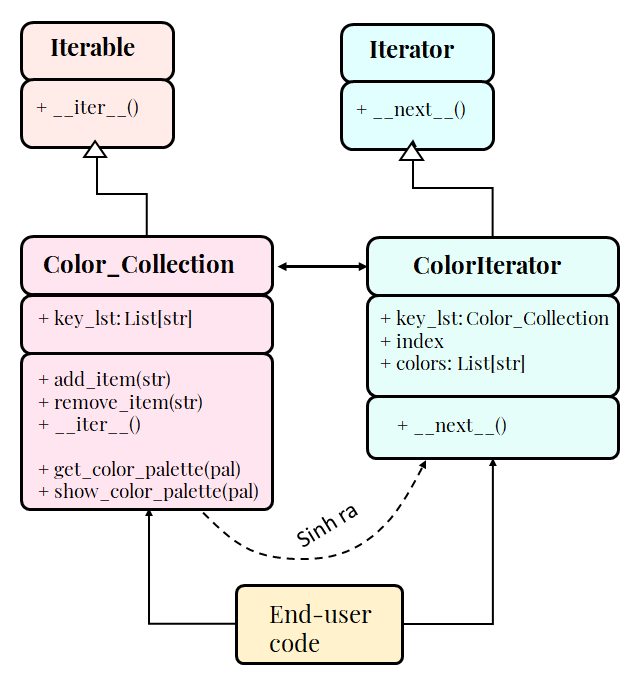 Iterable
+ __iter__()
Iterator
+ __next__()
Color_Collection
+ key_lst: List[str]
+ add_item(str)
+ remove_item(str)
+ __iter__()
+ get_color_palette(pal)
+ show_color_palette(pal)
ColorIterator
+ key_lst: Color_Collection
+ index
+ colors: List[str]
+ __next__()
Sinh ra
End-user
code